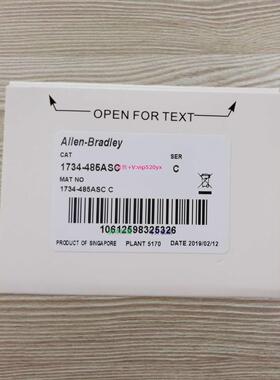 OPEN FOR TEXT
Allen-Bradley
CAT SER
1734-485ASC C
MAT NO
1734-485ASC C
10612598325326
PRODUCT OF SINGAPORE PLANT 5170 DATE 2019/02/12